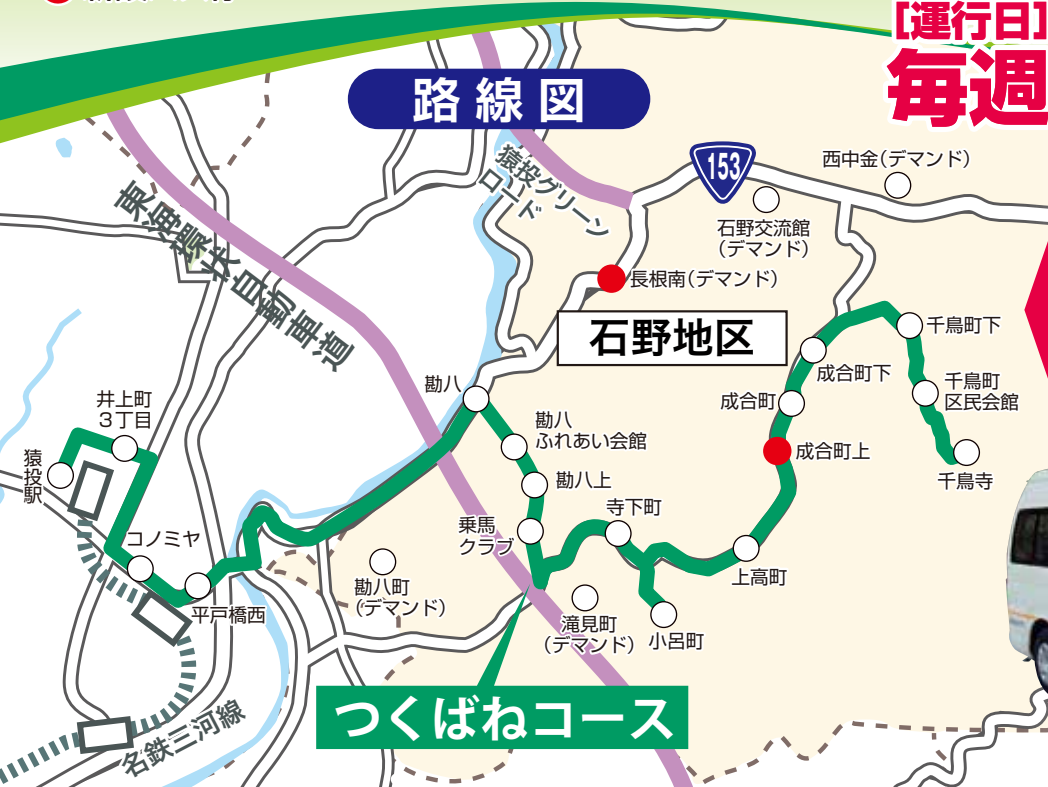 [運行日]
毎週
路線図
猿投グリーン
ロード
153
西中金(デマンド)
石野交流館
(デマンド)
東海環状自動車道
長根南(デマンド)
石野地区
千鳥町下
成合町下
千鳥町
区民会館
成合町
勘八
井上町
3丁目
勘八
ふれあい会館
成合町上
猿投駅
勘八上
千鳥寺
寺下町
乗馬
クラブ
コノミヤ
上高町
勘八町
(デマンド)
平戸橋西
滝見町
(デマンド)
小呂町
つくばねコース
名鉄三河線